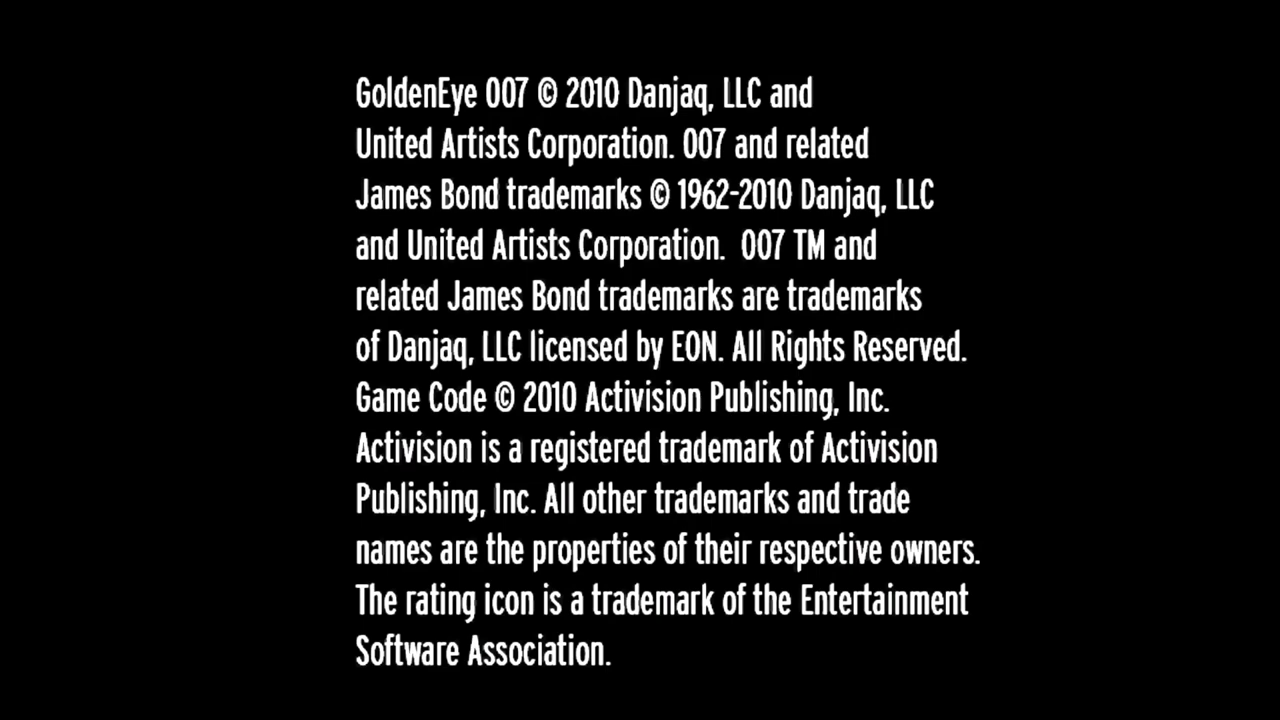 GoldenEye 007 © 2010 Danjaq, LLC and
United Artists Corporation. 007 and related
James Bond trademarks © 1962-2010 Danjaq, LLC
and United Artists Corporation.  007 TM and
related James Bond trademarks are trademarks
of Danjaq, LLC licensed by EON. All Rights Reserved.
Game Code © 2010 Activision Publishing, Inc.
Activision is a registered trademark of Activision
Publishing, Inc. All other trademarks and trade
names are the properties of their respective owners.
The rating icon is a trademark of the Entertainment
Software Association.